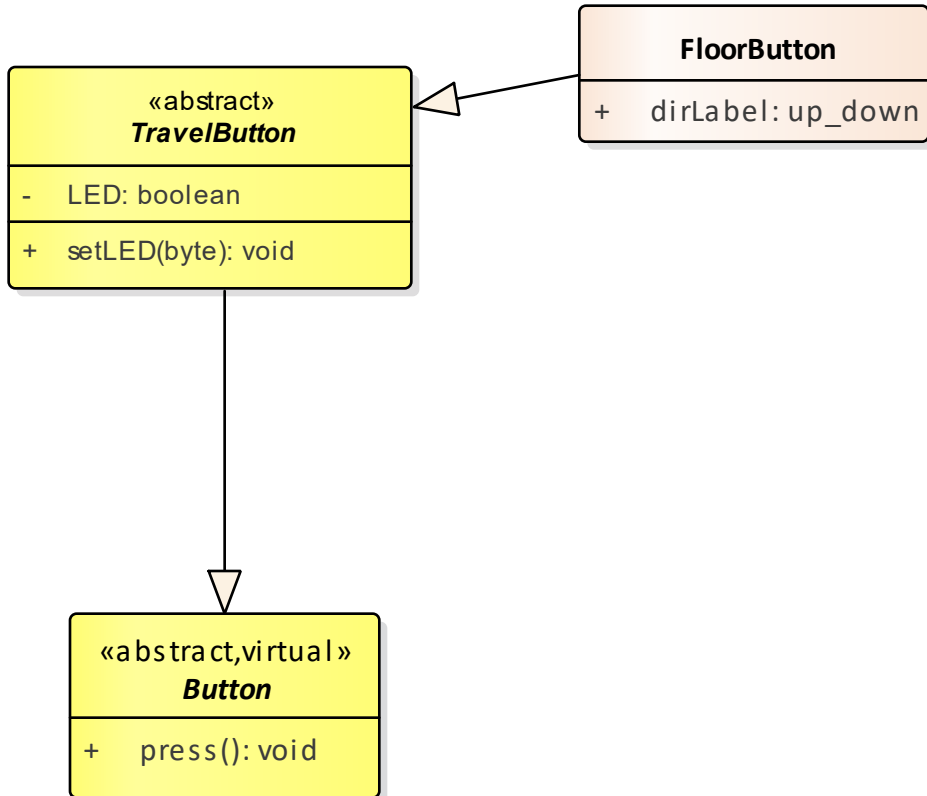 FloorButton
+ dirLabel: up_down
«abstract»
TravelButton
- LED: boolean
+ setLED(byte): void
«abstract,virtual»
Button
+ press(): void